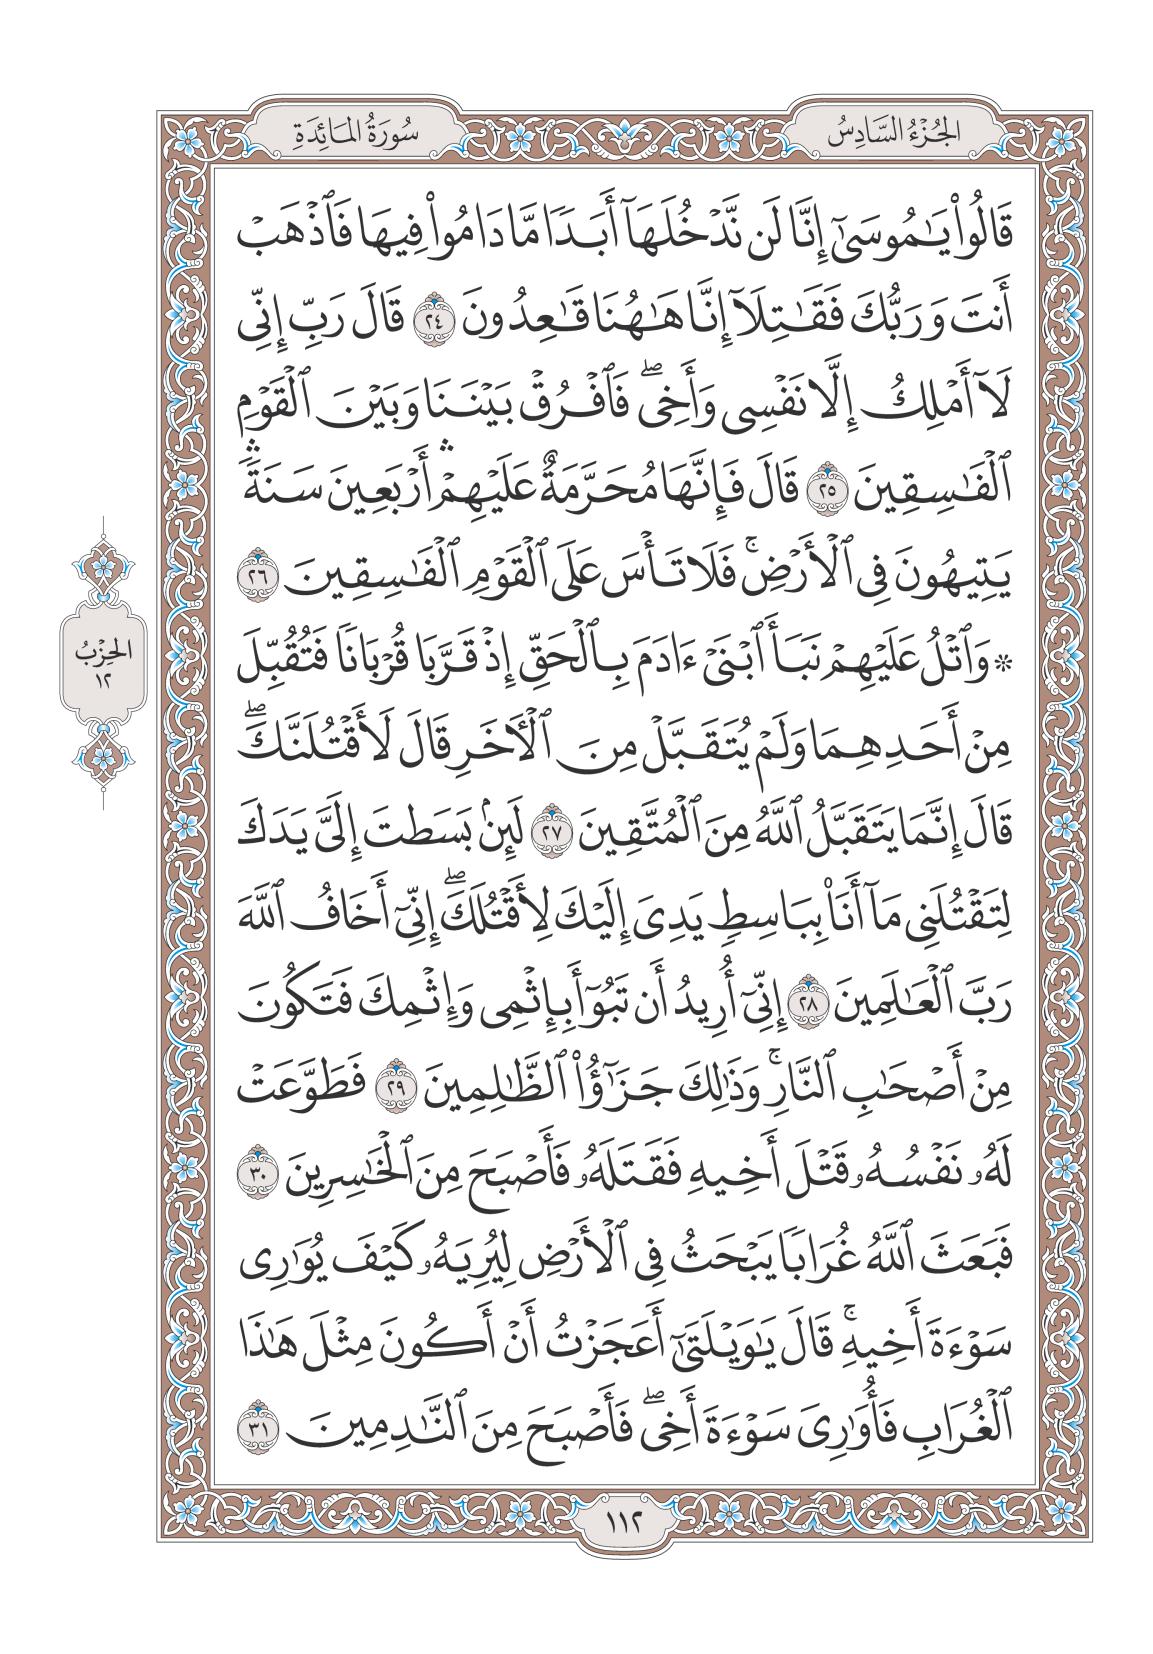 الجُزْءُ السَّادِسُ
سُورَةُ المَائِدَةِ
قَالُوا۟ يَـٰمُوسَىٰٓ إِنَّا لَن نَّدْخُلَهَآ أَبَدًا مَّا دَامُوا۟ فِيهَا فَٱذْهَبْ
أَنتَ وَرَبُّكَ فَقَـٰتِلَآ إِنَّا هَـٰهُنَا قَـٰعِدُونَ ٢٤ قَالَ رَبِّ إِنِّى
لَآ أَمْلِكُ إِلَّا نَفْسِى وَأَخِى ۖ فَٱفْرُقْ بَيْنَنَا وَبَيْنَ ٱلْقَوْمِ
ٱلْفَـٰسِقِينَ ٢٥ قَالَ فَإِنَّهَا مُحَرَّمَةٌ عَلَيْهِمْ ۛ أَرْبَعِينَ سَنَةً ۛ
يَتِيهُونَ فِى ٱلْأَرْضِ ۚ فَلَا تَأْسَ عَلَى ٱلْقَوْمِ ٱلْفَـٰسِقِينَ ٢٦
۞ وَٱتْلُ عَلَيْهِمْ نَبَأَ ٱبْنَىْ ءَادَمَ بِٱلْحَقِّ إِذْ قَرَّبَا قُرْبَانًا فَتُقُبِّلَ
مِنْ أَحَدِهِمَا وَلَمْ يُتَقَبَّلْ مِنَ ٱلْـَٔاخَرِ قَالَ لَأَقْتُلَنَّكَ ۖ
قَالَ إِنَّمَا يَتَقَبَّلُ ٱللَّهُ مِنَ ٱلْمُتَّقِينَ ٢٧ لَئِنۢ بَسَطتَ إِلَىَّ يَدَكَ
لِتَقْتُلَنِى مَآ أَنَا۠ بِبَاسِطٍ يَدِىَ إِلَيْكَ لِأَقْتُلَكَ ۖ إِنِّىٓ أَخَافُ ٱللَّهَ
رَبَّ ٱلْعَـٰلَمِينَ ٢٨ إِنِّىٓ أُرِيدُ أَن تَبُوٓأَ بِإِثْمِى وَإِثْمِكَ فَتَكُونَ
مِنْ أَصْحَـٰبِ ٱلنَّارِ ۚ وَذَٰلِكَ جَزَٰٓؤُا۟ ٱلظَّـٰلِمِينَ ٢٩ فَطَوَّعَتْ
لَهُۥ نَفْسُهُۥ قَتْلَ أَخِيهِ فَقَتَلَهُۥ فَأَصْبَحَ مِنَ ٱلْخَـٰسِرِينَ ٣٠
فَبَعَثَ ٱللَّهُ غُرَابًا يَبْحَثُ فِى ٱلْأَرْضِ لِيُرِيَهُۥ كَيْفَ يُوَٰرِى
سَوْءَةَ أَخِيهِ ۚ قَالَ يَـٰوَيْلَتَىٰٓ أَعَجَزْتُ أَنْ أَكُونَ مِثْلَ هَـٰذَا
ٱلْغُرَابِ فَأُوَٰرِىَ سَوْءَةَ أَخِى ۖ فَأَصْبَحَ مِنَ ٱلنَّـٰدِمِينَ ٣١
الحِزْبُ
١٢
١١٢